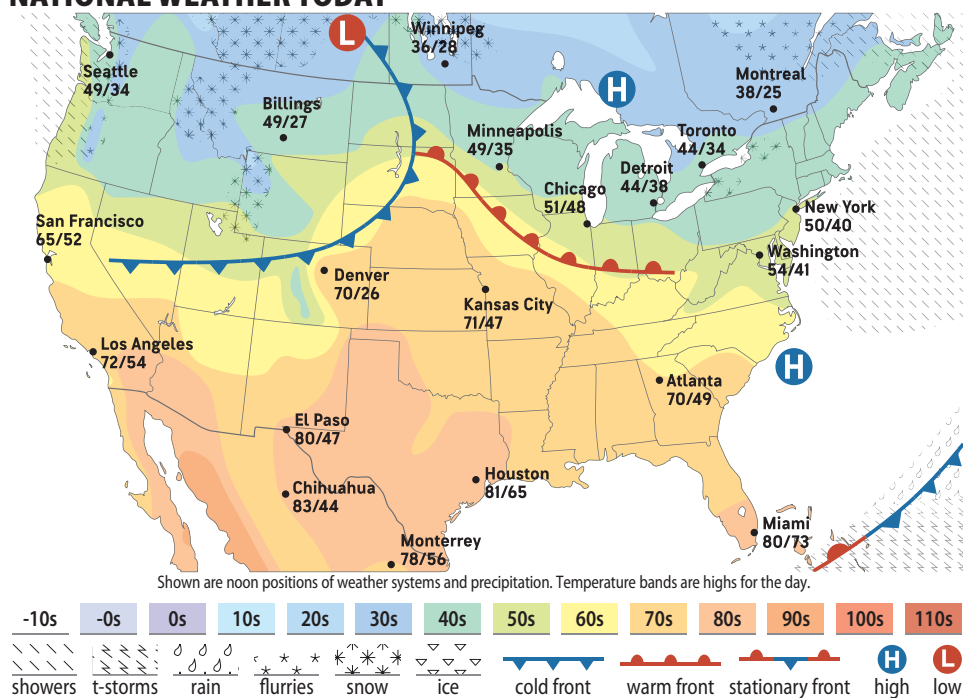 NATIONAL WEATHER TODAY
L
Winnipeg
36/28
Seattle
49/34
H
Montreal
38/25
Billings
49/27
Minneapolis
49/35
Toronto
44/34
Detroit
44/38
Chicago
51/48
San Francisco
65/52
New York
50/40
Washington
54/41
Denver
70/26
Kansas City
71/47
Los Angeles
72/54
H
Atlanta
70/49
El Paso
80/47
Houston
81/65
Chihuahua
83/44
Miami
80/73
Monterrey
78/56
Shown are noon positions of weather systems and precipitation. Temperature bands are highs for the day.
-10s -0s 0s 10s 20s 30s 40s 50s 60s 70s 80s 90s 100s 110s
H L
showers t-storms rain flurries snow ice cold front warm front stationary front high low